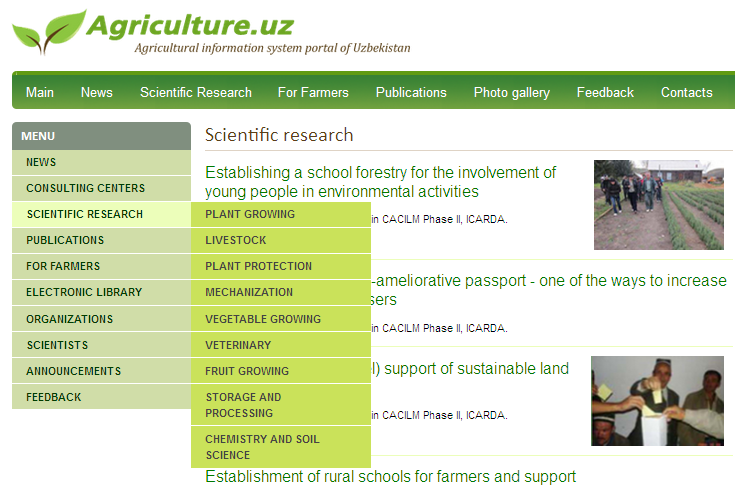 Agriculture.uz
Agricultural information system portal of Uzbekistan
Main News Scientific Research For Farmers Publications Photo gallery Feedback Contacts
MENU
NEWS
CONSULTING CENTERS
SCIENTIFIC RESEARCH
PUBLICATIONS
FOR FARMERS
ELECTRONIC LIBRARY
ORGANIZATIONS
SCIENTISTS
ANNOUNCEMENTS
FEEDBACK
PLANT GROWING
LIVESTOCK
PLANT PROTECTION
MECHANIZATION
VEGETABLE GROWING
VETERINARY
FRUIT GROWING
STORAGE AND
PROCESSING
CHEMISTRY AND SOIL
SCIENCE
Scientific research
Establishing a school forestry for the involvement of
young people in environmental activities
in CACILM Phase II, ICARDA.
-ameliorative passport - one of the ways to increase
sers
in CACILM Phase II, ICARDA.
l) support of sustainable land
in CACILM Phase II, ICARDA.
Establishment of rural schools for farmers and support